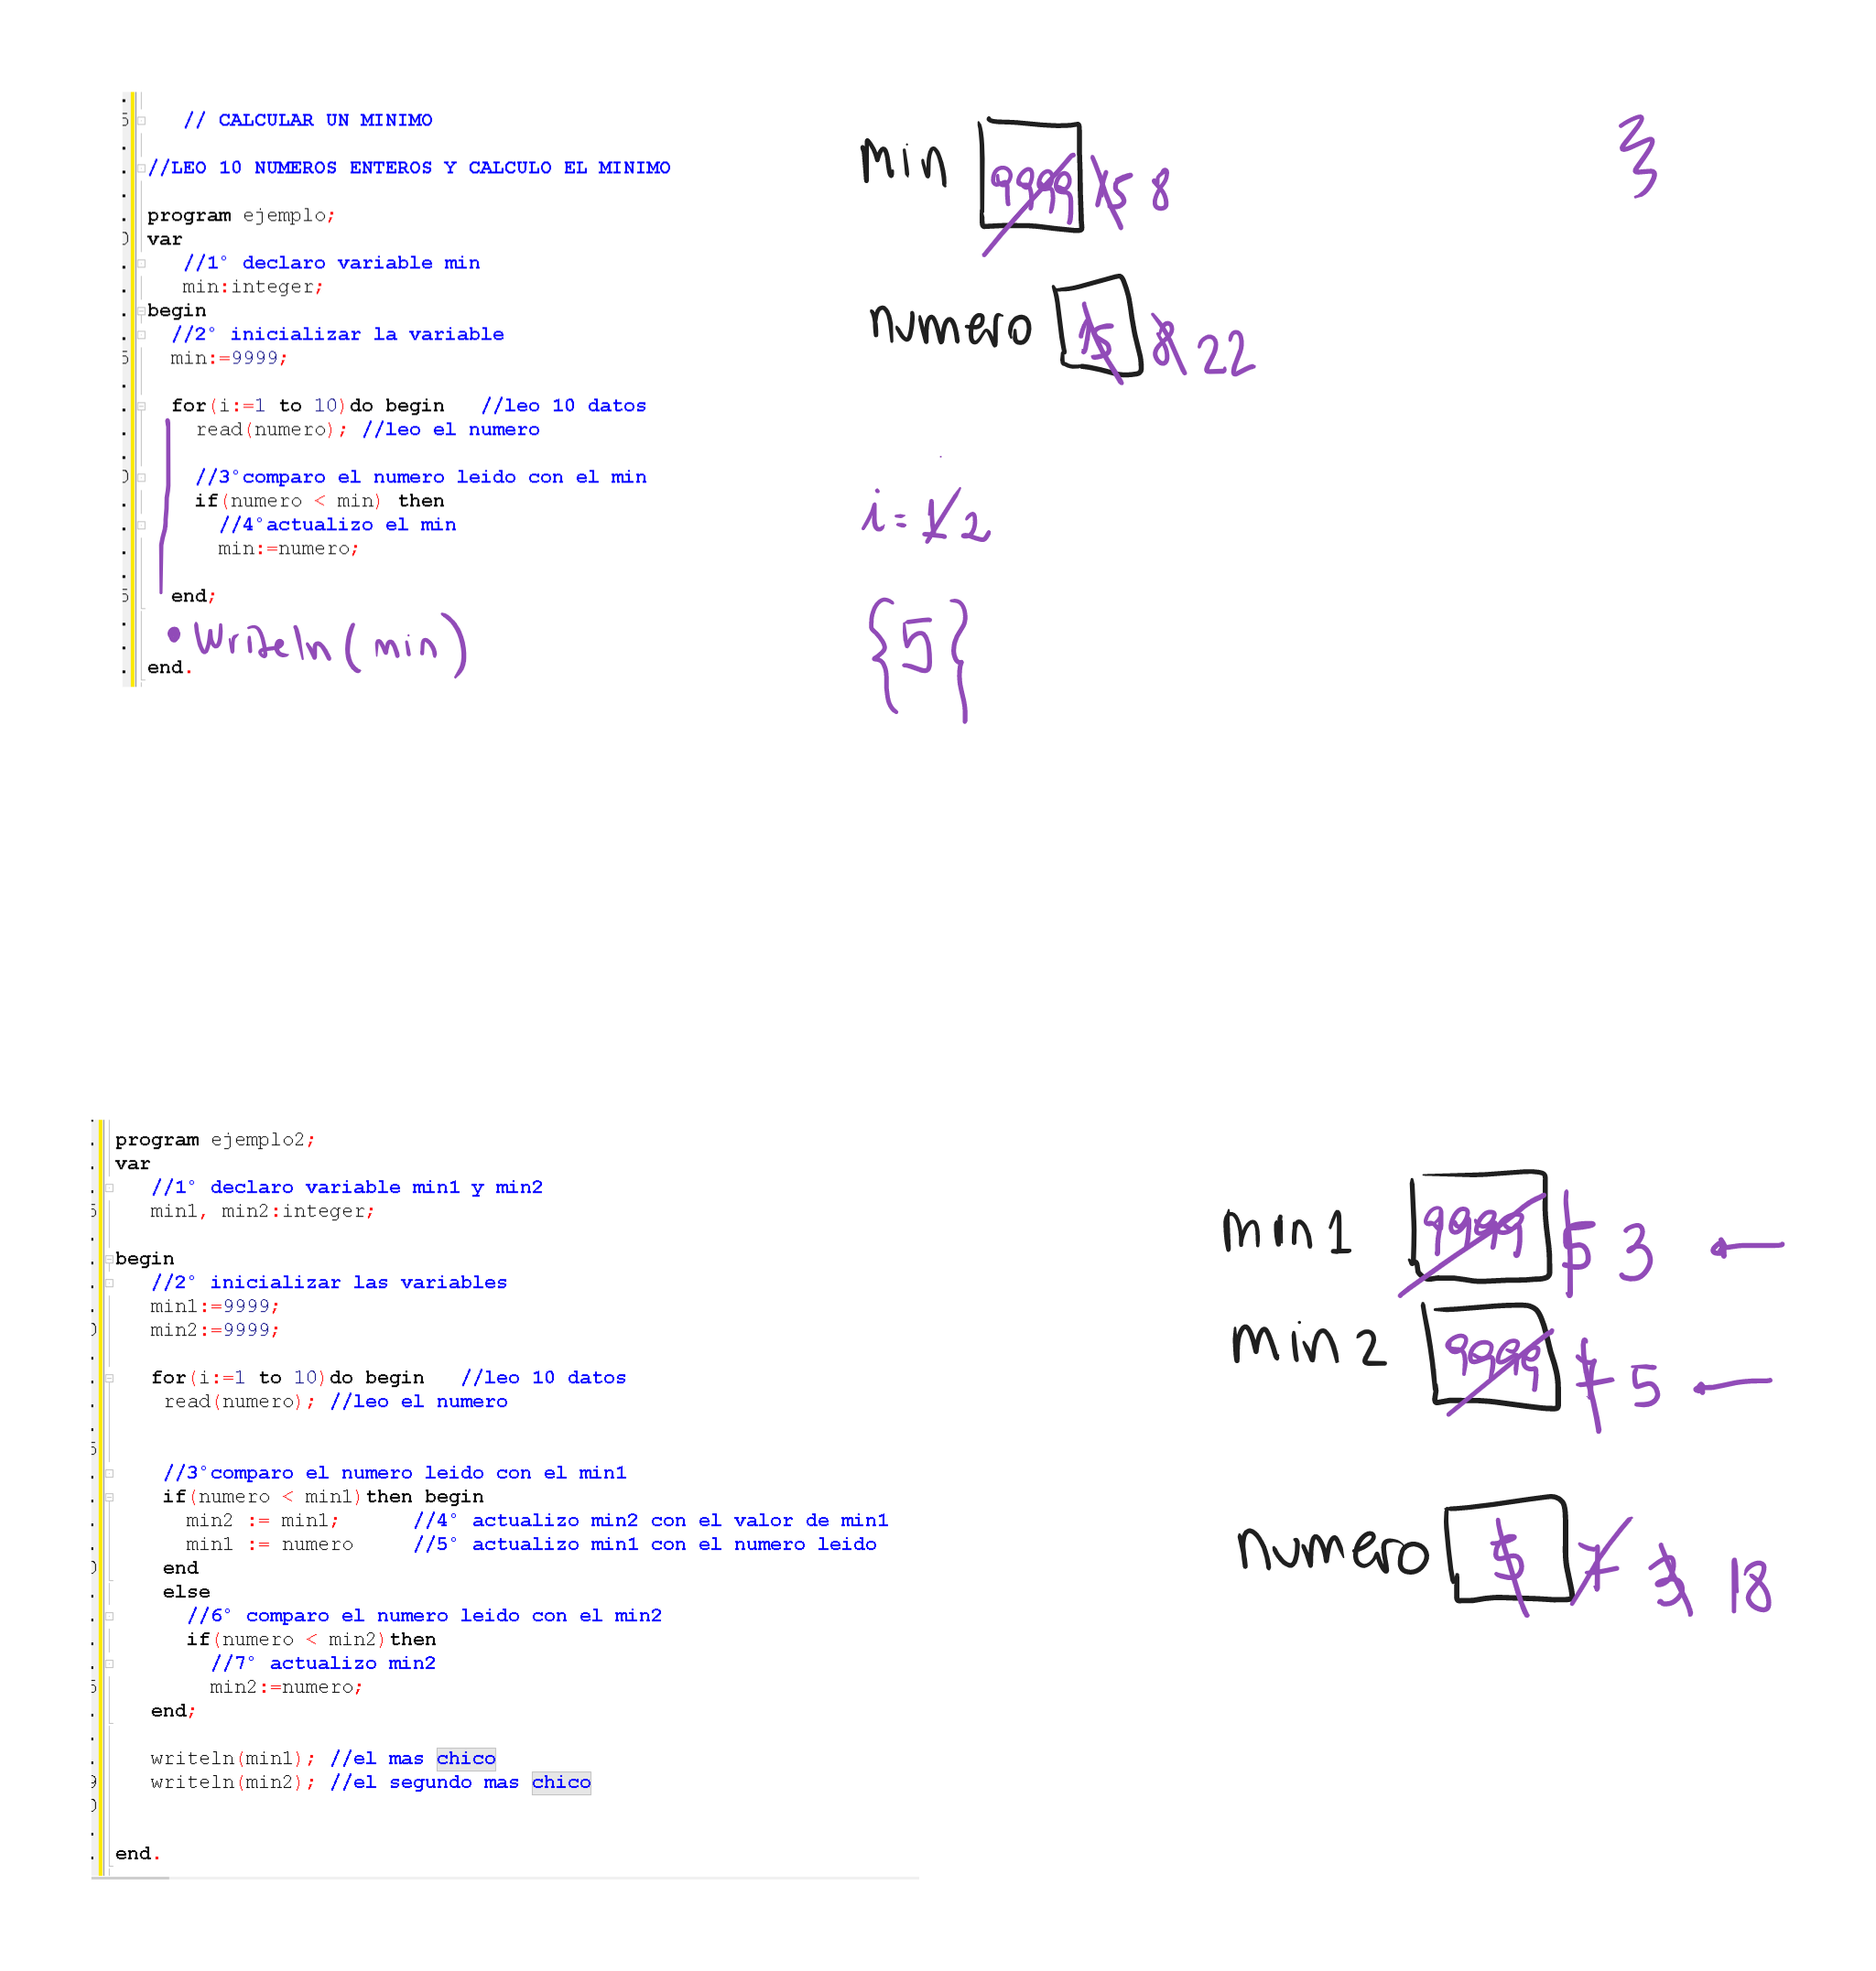 // CALCULAR UN MINIMO
//LEO 10 NUMEROS ENTEROS Y CALCULO EL MINIMO
program ejemplo;
var
//1° declaro variable min
min:integer;
begin
//2° inicializar la variable
min:=9999;
for(i:=1 to 10)do begin //leo 10 datos
read(numero); //leo el numero
//3°comparo el numero leido con el min
if(numero < min) then
//4°actualizo el min
min:=numero;
end;
Writeln(min)
end.
min 9999 15 8
numero 15 8 22
i=1 2
{5}
program ejemplo2;
var
//1° declaro variable min1 y min2
min1, min2:integer;
begin
//2° inicializar las variables
min1:=9999;
min2:=9999;
for(i:=1 to 10)do begin //leo 10 datos
read(numero); //leo el numero
//3°comparo el numero leido con el min1
if(numero < min1)then begin
min2 := min1; //4° actualizo min2 con el valor de min1
min1 := numero //5° actualizo min1 con el numero leido
end
else
//6° comparo el numero leido con el min2
if(numero < min2)then
//7° actualizo min2
min2:=numero;
end;
writeln(min1); //el mas chico
writeln(min2); //el segundo mas chico
end.
min1 9999 5 3
min2 9999 7 5
numero 5 7 3 18